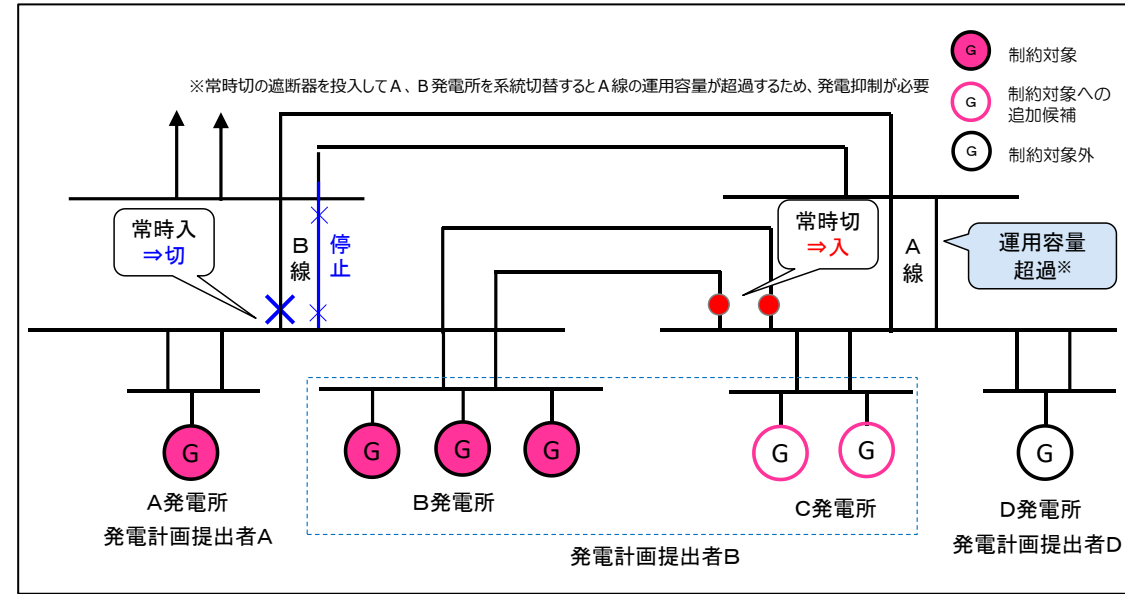 G
制約対象
※常時切の遮断器を投入してA、B発電所を系統切替するとA線の運用容量が超過するため、発電抑制が必要
G
制約対象への
追加候補
G
制約対象外
常時入
⇒切
B線
停止
常時切
⇒入
A線
運用容量
超過※
G
G
G
G
G
G
G
A発電所
B発電所
C発電所
D発電所
発電計画提出者A
発電計画提出者B
発電計画提出者D